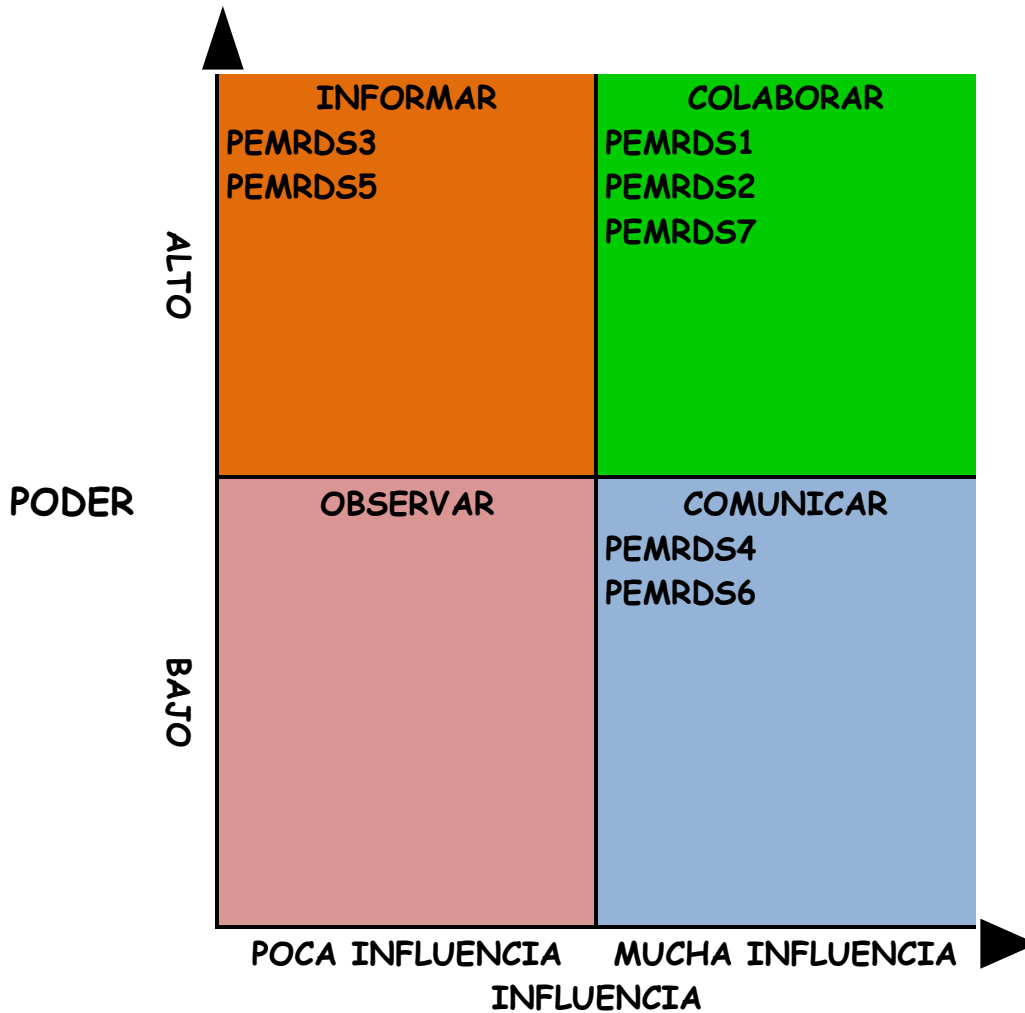 INFORMAR
PEMRDS3
PEMRDS5
COLABORAR
PEMRDS1
PEMRDS2
PEMRDS7
ALTO
PODER
OBSERVAR
COMUNICAR
PEMRDS4
PEMRDS6
BAJO
POCA INFLUENCIA
MUCHA INFLUENCIA
INFLUENCIA